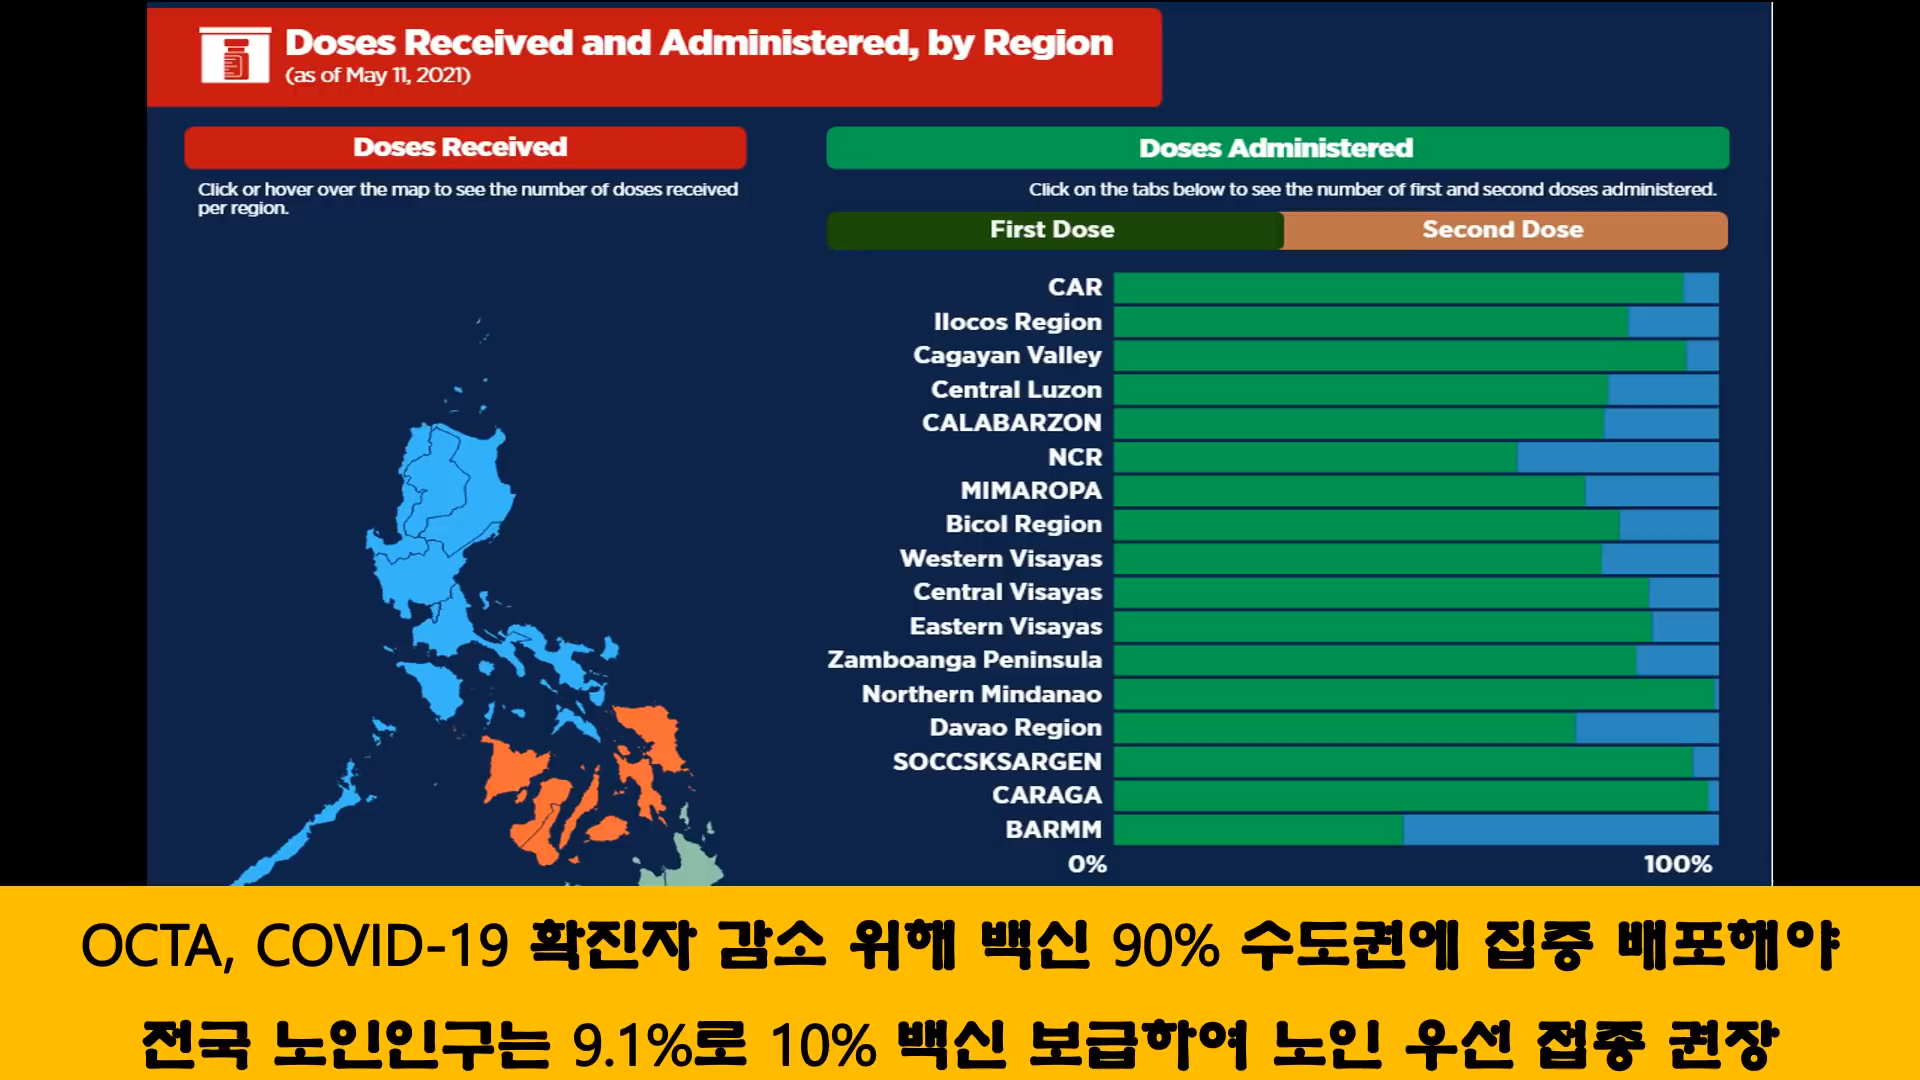 Doses Received and Administered, by Region
(as of May 11, 2021)
Doses Received
Click or hover over the map to see the number of doses received
per region.
Doses Administered
Click on the tabs below to see the number of first and second doses administered.
First Dose
Second Dose
CAR
Ilocos Region
Cagayan Valley
Central Luzon
CALABARZON
NCR
MIMAROPA
Bicol Region
Western Visayas
Central Visayas
Eastern Visayas
Zamboanga Peninsula
Northern Mindanao
Davao Region
SOCCSKSARGEN
CARAGA
BARMM
0%
100%
OCTA, COVID-19 확진자 감소 위해 백신 90% 수도권에 집중 배포해야
전국 노인인구는 9.1%로 10% 백신 보급하여 노인 우선 접종 권장